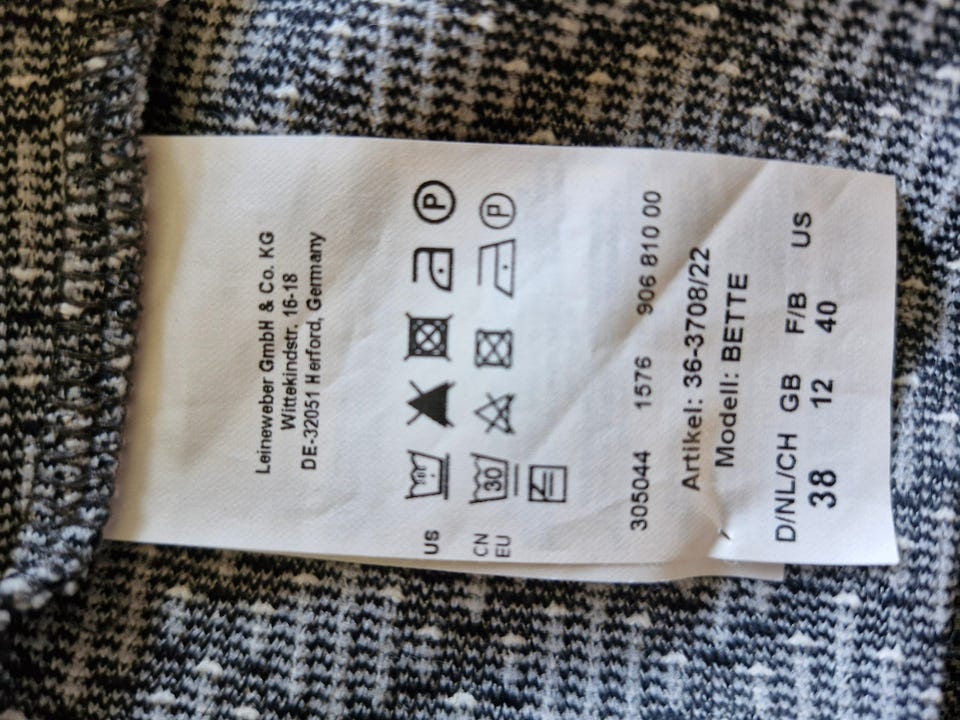 Leineweber GmbH & Co. KG
Wittekindstr. 16-18
DE-32051 Herford, Germany
US P
CN
EU 30 P
305044 1576 906 810 00
Artikel: 36-3708/22
Modell: BETTE
D/NL/CH GB F/B US
38 12 40